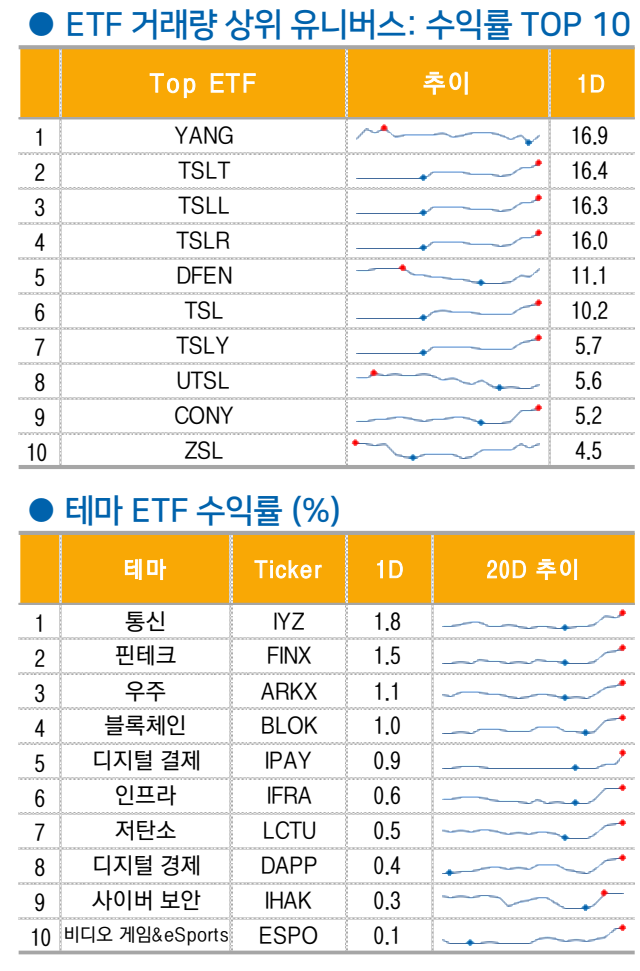 ● ETF 거래량 상위 유니버스: 수익률 TOP 10
Top ETF 추이 1D
1 YANG 16.9
2 TSLT 16.4
3 TSLL 16.3
4 TSLR 16.0
5 DFEN 11.1
6 TSL 10.2
7 TSLY 5.7
8 UTSL 5.6
9 CONY 5.2
10 ZSL 4.5
● 테마 ETF 수익률 (%)
테마 Ticker 1D 20D 추이
1 통신 IYZ 1.8
2 핀테크 FINX 1.5
3 우주 ARKX 1.1
4 블록체인 BLOK 1.0
5 디지털 결제 IPAY 0.9
6 인프라 IFRA 0.6
7 저탄소 LCTU 0.5
8 디지털 경제 DAPP 0.4
9 사이버 보안 IHAK 0.3
10 비디오 게임&eSports ESPO 0.1